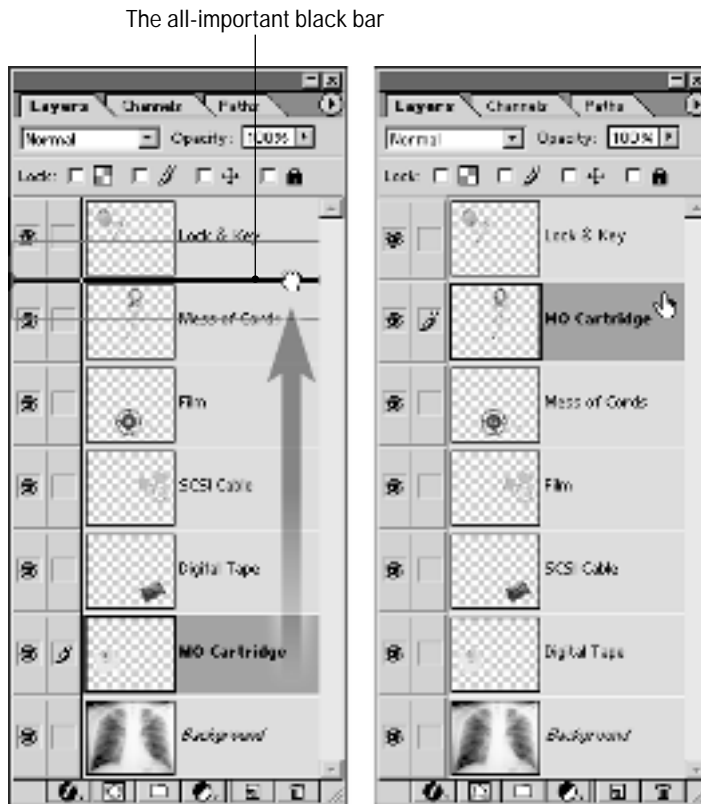 The all-important black bar
Layers Channels Paths
Normal Opacity: 100%
Lock:
Lock & Key
Mess of Cords
Film
SCSI Cable
Digital Tape
MO Cartridge
Background
Layers Channels Paths
Normal Opacity: 100%
Lock:
Lock & Key
MO Cartridge
Mess of Cords
Film
SCSI Cable
Digital Tape
Background